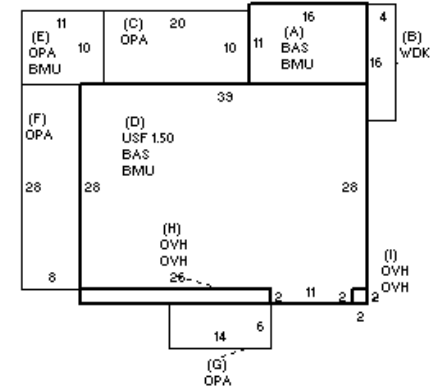 11
(E)
OPA
BMU
10
(C) 20
OPA
10
16
11
(A)
BAS
BMU
4
(B)
WDK
16
39
(F)
OPA
(D)
USF 1.50
BAS
BMU
28
28
28
(H)
OVH
OVH
26
8
2
11
2
2
(I)
OVH
OVH
2
14
6
(G)
OPA